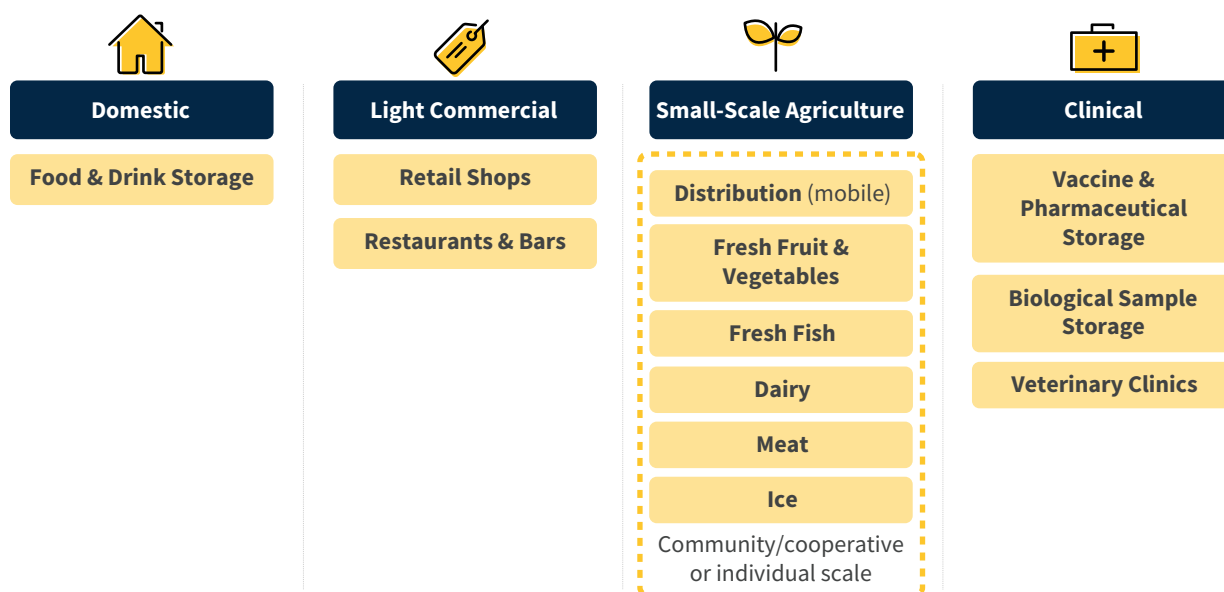 Domestic
Food & Drink Storage
Light Commercial
Retail Shops
Restaurants & Bars
Small-Scale Agriculture
Distribution (mobile)
Fresh Fruit &
Vegetables
Fresh Fish
Dairy
Meat
Ice
Community/cooperative
or individual scale
Clinical
Vaccine &
Pharmaceutical
Storage
Biological Sample
Storage
Veterinary Clinics